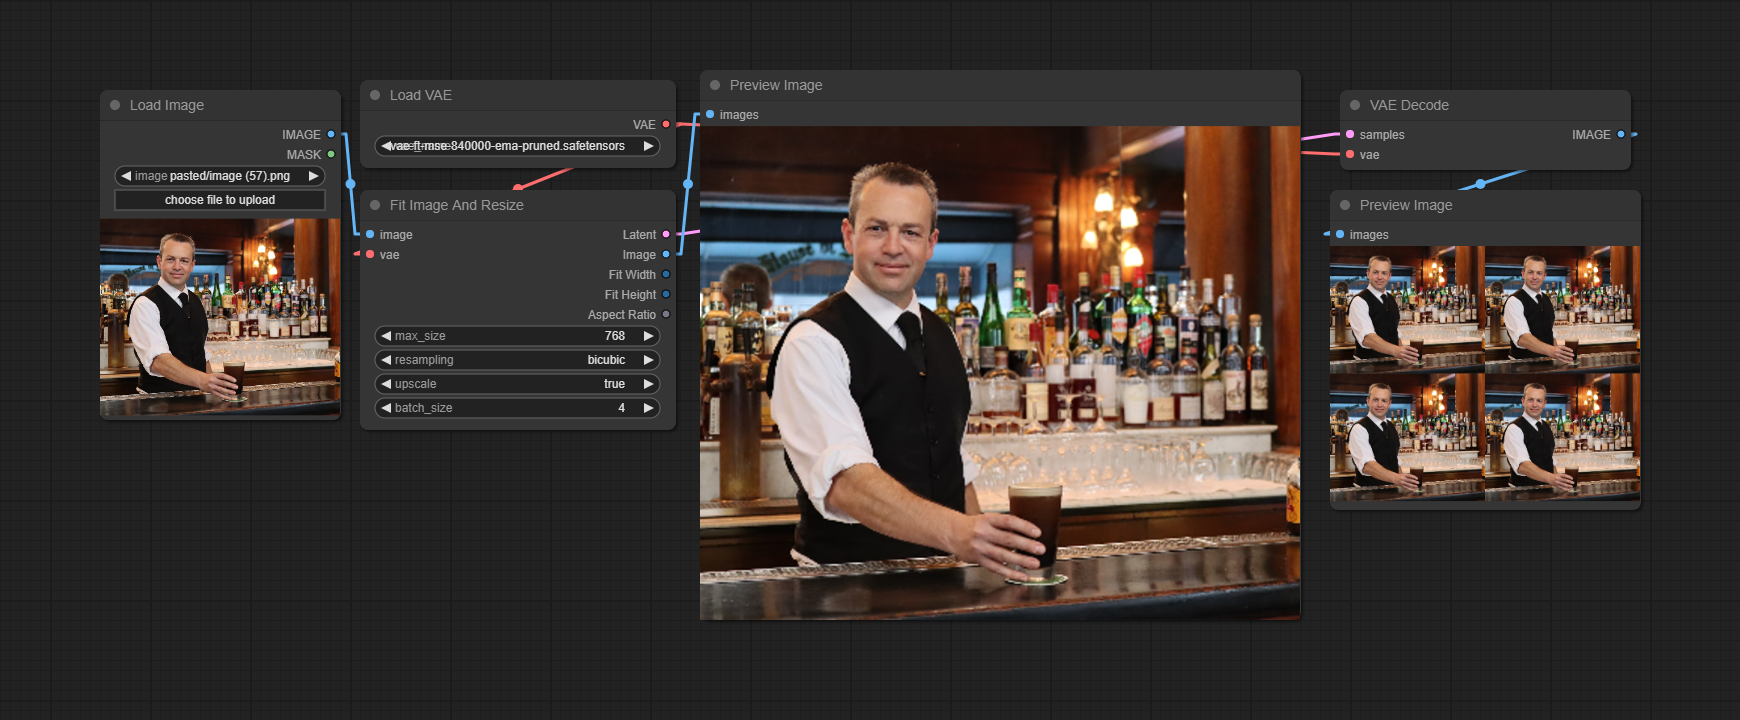 Load Image
IMAGE
MASK
image pasted/image (57).png
choose file to upload
Load VAE
VAE
vae-ft-mse-840000-ema-pruned.safetensors
Fit Image And Resize
image
Latent
vae
Image
Fit Width
Fit Height
Aspect Ratio
max_size 768
resampling bicubic
upscale true
batch_size 4
Preview Image
images
House
VAE Decode
samples
IMAGE
vae
Preview Image
images